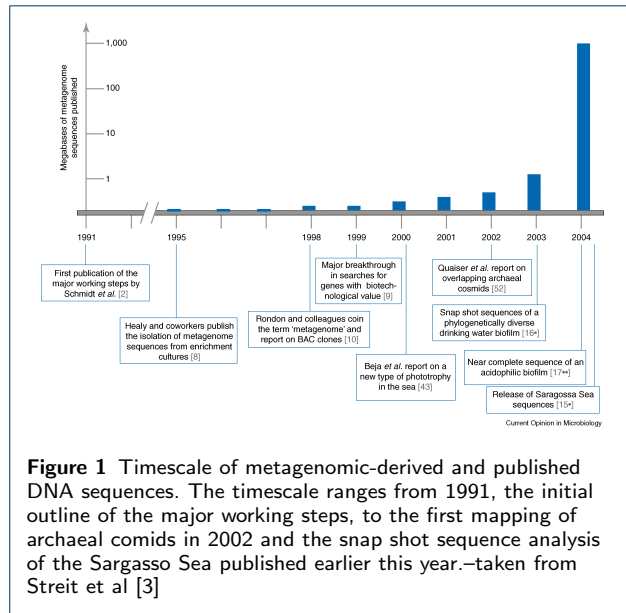 1,000
100
10
1
Megabases of metagenome
sequences published
1991
1995
1998
1999
2000
2001
2002
2003
2004
First publication of the
major working steps by
Schmidt et al. [2]
Healy and coworkers publish
the isolation of metagenome
sequences from enrichment
cultures [8]
Rondon and colleagues coin
the term 'metagenome' and
report on BAC clones [10]
Major breakthrough
in searches for
genes with biotech-
nological value [9]
Beja et al. report on a
new type of phototrophy
in the sea [43]
Quaiser et al. report on
overlapping archaeal
cosmids [52]
Snap shot sequences of a
phylogenetically diverse
drinking water biofilm [16•]
Near complete sequence of an
acidophilic biofilm [17••]
Release of Saragossa Sea
sequences [15•]
Current Opinion in Microbiology
Figure 1 Timescale of metagenomic-derived and published
DNA sequences. The timescale ranges from 1991, the initial
outline of the major working steps, to the first mapping of
archaeal comids in 2002 and the snap shot sequence analysis
of the Sargasso Sea published earlier this year.–taken from
Streit et al [3]